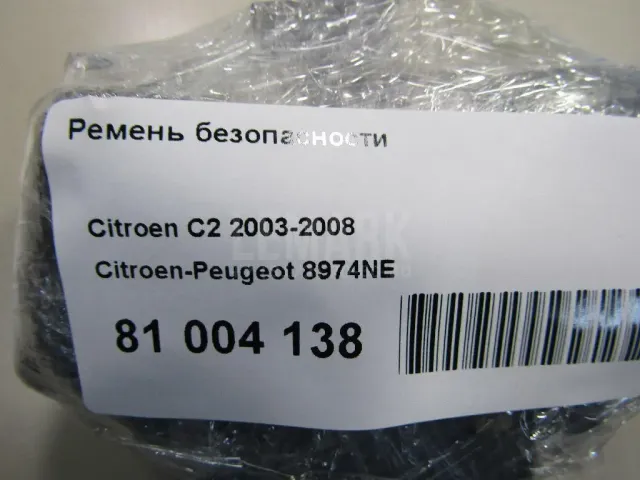 Ремень безопасности
Citroen C2 2003-2008
Citroen-Peugeot 8974NE
81 004 138